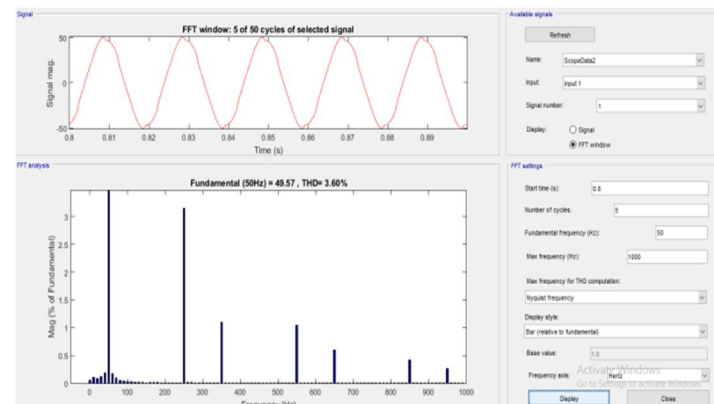 Signal
FFT window: 5 of 50 cycles of selected signal
50
0
-50
Signal mag.
0.8 0.81 0.82 0.83 0.84 0.85 0.86 0.87 0.88 0.89
Time (s)
FFT analysis
Fundamental (50Hz) = 49.57 , THD= 3.60%
3
2.5
2
1.5
1
0.5
0
Mag (% of Fundamental)
0 100 200 300 400 500 600 700 800 900 1000
Frequency (Hz)
Available signals
Refresh
Name: ScopeData2
Input: input 1
Signal number: 1
Display: Signal
FFT window
FFT settings
Start time (s): 0.8
Number of cycles: 5
Fundamental frequency (Hz): 50
Max frequency (Hz): 1000
Max frequency for THD computation:
Nyquist frequency
Display style:
Bar (relative to fundamental)
Base value: 1.0
Activate Windows
Frequency axis: Hertz
Go to Settings to activate Windows.
Display Close